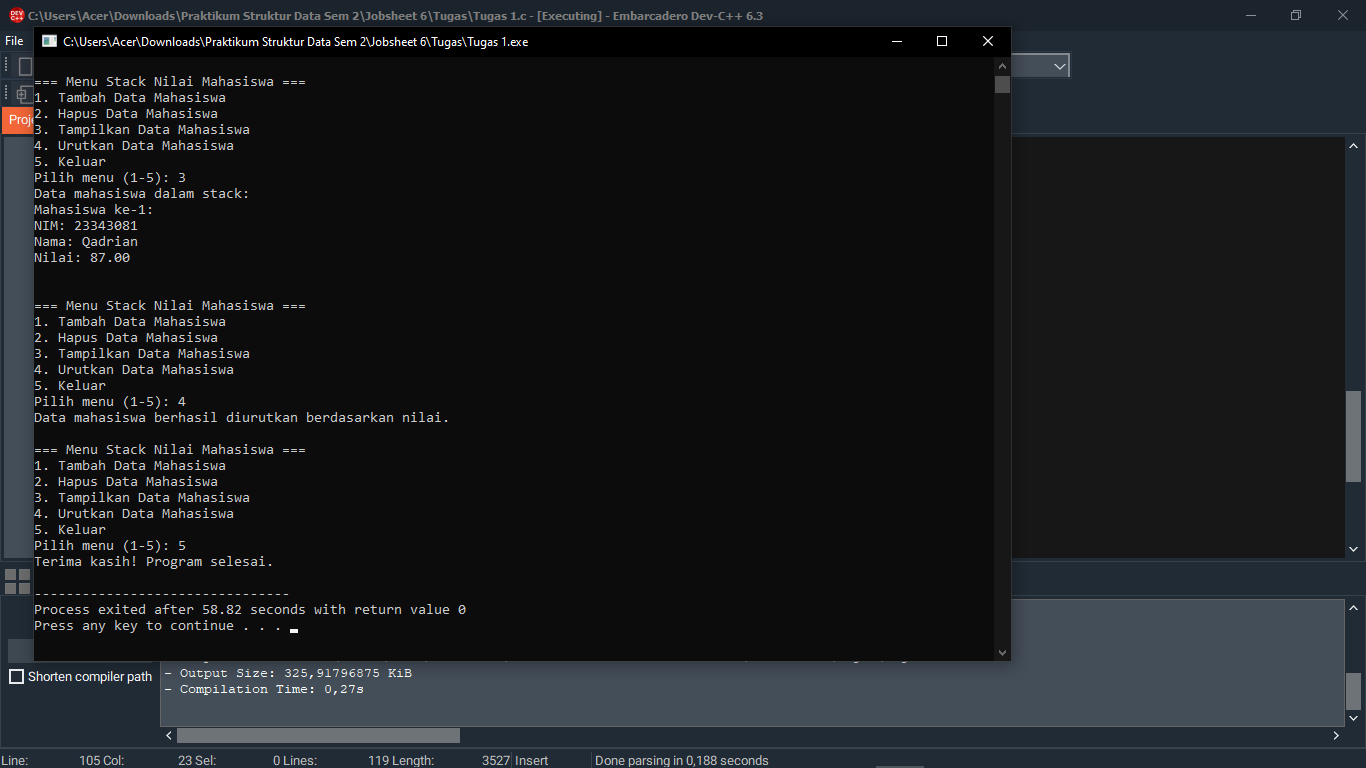 C:\Users\Acer\Downloads\Praktikum Struktur Data Sem 2\Jobsheet 6\Tugas\Tugas 1.c - [Executing] - Embarcadero Dev-C++ 6.3
File
C:\Users\Acer\Downloads\Praktikum Struktur Data Sem 2\Jobsheet 6\Tugas\Tugas 1.exe
Proje
=== Menu Stack Nilai Mahasiswa ===
1. Tambah Data Mahasiswa
2. Hapus Data Mahasiswa
3. Tampilkan Data Mahasiswa
4. Urutkan Data Mahasiswa
5. Keluar
Pilih menu (1-5): 3
Data mahasiswa dalam stack:
Mahasiswa ke-1:
NIM: 23343081
Nama: Qadrian
Nilai: 87.00
=== Menu Stack Nilai Mahasiswa ===
1. Tambah Data Mahasiswa
2. Hapus Data Mahasiswa
3. Tampilkan Data Mahasiswa
4. Urutkan Data Mahasiswa
5. Keluar
Pilih menu (1-5): 4
Data mahasiswa berhasil diurutkan berdasarkan nilai.
=== Menu Stack Nilai Mahasiswa ===
1. Tambah Data Mahasiswa
2. Hapus Data Mahasiswa
3. Tampilkan Data Mahasiswa
4. Urutkan Data Mahasiswa
5. Keluar
Pilih menu (1-5): 5
Terima kasih! Program selesai.
--------------------------------
Process exited after 58.82 seconds with return value 0
Press any key to continue . . .
Shorten compiler path
- Output Size: 325,91796875 KiB
- Compilation Time: 0,27s
Line: 105 Col: 23 Sel: 0 Lines: 119 Length: 3527 Insert Done parsing in 0,188 seconds